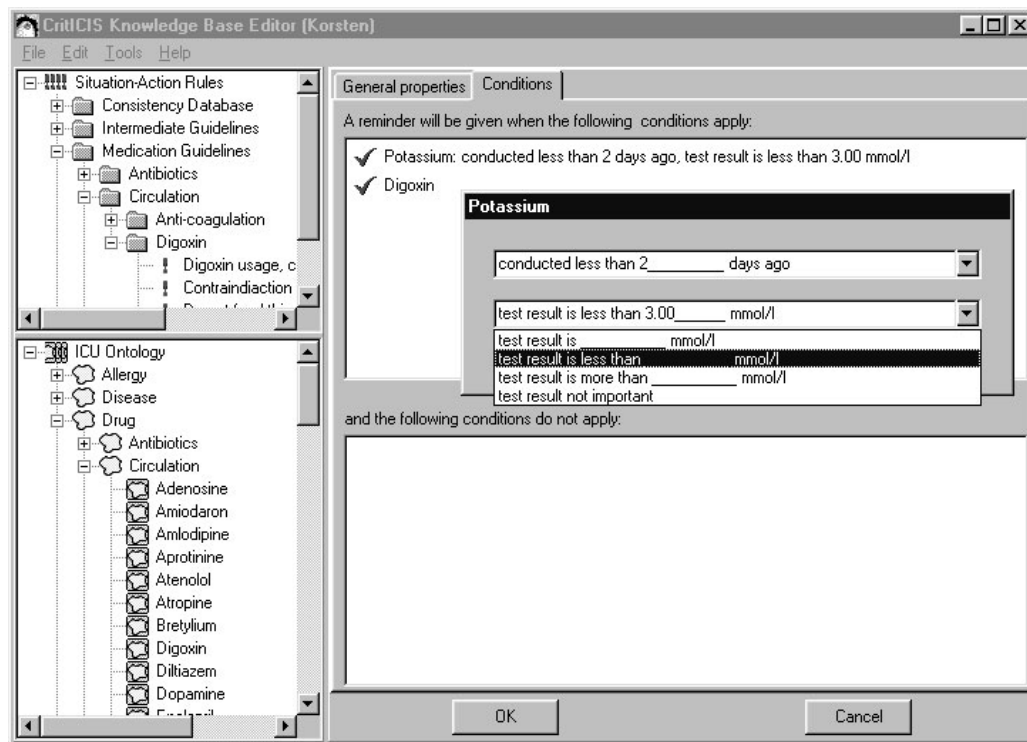 CritICIS Knowledge Base Editor (Korsten)
File Edit Tools Help
Situation-Action Rules
Consistency Database
Intermediate Guidelines
Medication Guidelines
Antibiotics
Circulation
Anti-coagulation
Digoxin
Digoxin usage, c
Contraindiaction
ICU Ontology
Allergy
Disease
Drug
Antibiotics
Circulation
Adenosine
Amiodaron
Amlodipine
Aprotinine
Atenolol
Atropine
Bretylium
Digoxin
Diltiazem
Dopamine
General properties Conditions
A reminder will be given when the following conditions apply:
Potassium: conducted less than 2 days ago, test result is less than 3.00 mmol/l
Digoxin
Potassium
conducted less than 2_________ days ago
test result is less than 3.00______ mmol/l
test result is __________ mmol/l
test result is less than __________ mmol/l
test result is more than __________ mmol/l
test result not important
and the following conditions do not apply:
OK Cancel